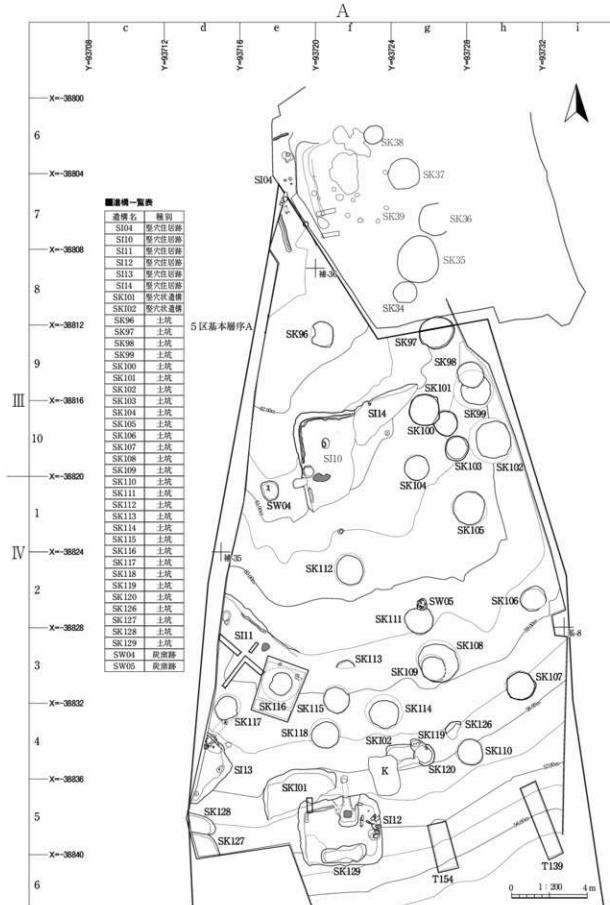 A
Y=-93708
Y=-93712
Y=-93716
Y=-93720
Y=-93724
Y=-93728
Y=-93732
c
d
e
f
g
h
i
X=-38800
6
X=-38804
7
X=-38808
8
X=-38812
9
Ⅲ
X=-38816
10
X=-38820
1
Ⅳ
X=-38824
2
X=-38828
3
X=-38832
4
X=-38836
5
X=-38840
6
■遺構一覧表
遺構名 種別
SI04 竪穴住居跡
SI10 竪穴住居跡
SI11 竪穴住居跡
SI12 竪穴住居跡
SI13 竪穴住居跡
SI14 竪穴住居跡
SKI01 竪穴状遺構
SKI02 竪穴状遺構
SK96 土坑
SK97 土坑
SK98 土坑
SK99 土坑
SK100 土坑
SK101 土坑
SK102 土坑
SK103 土坑
SK104 土坑
SK105 土坑
SK106 土坑
SK107 土坑
SK108 土坑
SK109 土坑
SK110 土坑
SK111 土坑
SK112 土坑
SK113 土坑
SK114 土坑
SK115 土坑
SK116 土坑
SK117 土坑
SK118 土坑
SK119 土坑
SK120 土坑
SK126 土坑
SK127 土坑
SK128 土坑
SK129 土坑
SW04 炭窯跡
SW05 炭窯跡
SK38
SK37
SI04
SK39
SK36
SK35
補-36
SK34
5区基本層序A
SK96
SK97
SK98
SK101
SK99
SI14
SK100
SI10
SK103
SK102
SK104
SW04
SK105
補-35
SK112
SW05
SK106
SK111
SI11
SK108
SK113
SK109
SK107
SK116
SK115
SK114
SK117
SK118
SKI02
SK119
SK126
SK120
SK110
SI13
K
SKI01
SK128
SI12
SK127
SK129
T154
T139
0 1:200 4m